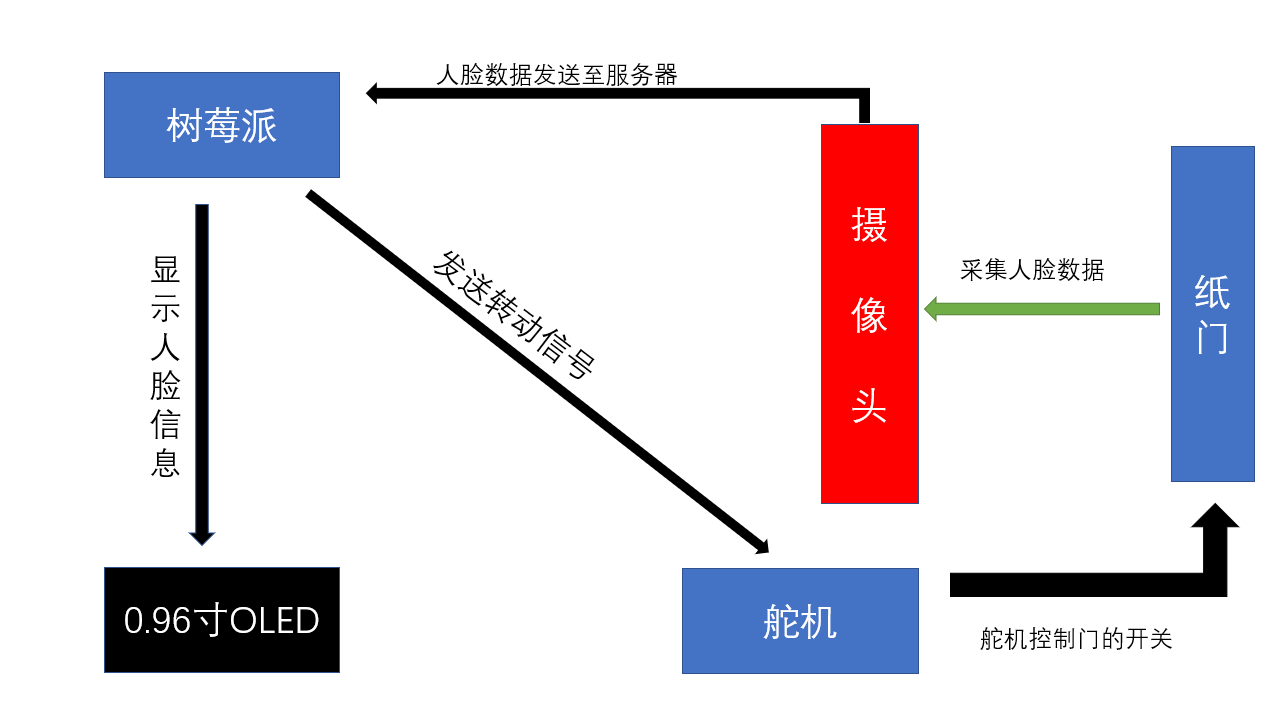 人脸数据发送至服务器
树莓派
摄像头
采集人脸数据
纸门
显示人脸信息
发送转动信号
0.96寸OLED
舵机
舵机控制门的开关